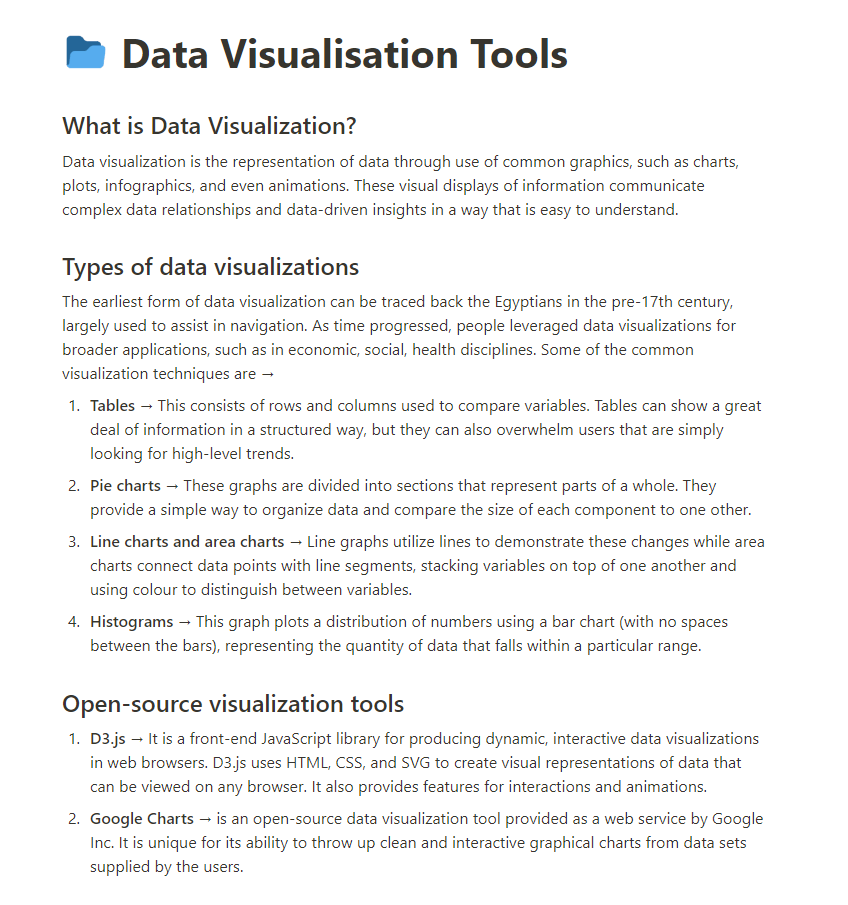 Data Visualisation Tools
What is Data Visualization?
Data visualization is the representation of data through use of common graphics, such as charts,
plots, infographics, and even animations. These visual displays of information communicate
complex data relationships and data-driven insights in a way that is easy to understand.
Types of data visualizations
The earliest form of data visualization can be traced back the Egyptians in the pre-17th century,
largely used to assist in navigation. As time progressed, people leveraged data visualizations for
broader applications, such as in economic, social, health disciplines. Some of the common
visualization techniques are →
1. Tables → This consists of rows and columns used to compare variables. Tables can show a great
deal of information in a structured way, but they can also overwhelm users that are simply
looking for high-level trends.
2. Pie charts → These graphs are divided into sections that represent parts of a whole. They
provide a simple way to organize data and compare the size of each component to one other.
3. Line charts and area charts → Line graphs utilize lines to demonstrate these changes while area
charts connect data points with line segments, stacking variables on top of one another and
using colour to distinguish between variables.
4. Histograms → This graph plots a distribution of numbers using a bar chart (with no spaces
between the bars), representing the quantity of data that falls within a particular range.
Open-source visualization tools
1. D3.js → It is a front-end JavaScript library for producing dynamic, interactive data visualizations
in web browsers. D3.js uses HTML, CSS, and SVG to create visual representations of data that
can be viewed on any browser. It also provides features for interactions and animations.
2. Google Charts → is an open-source data visualization tool provided as a web service by Google
Inc. It is unique for its ability to throw up clean and interactive graphical charts from data sets
supplied by the users.